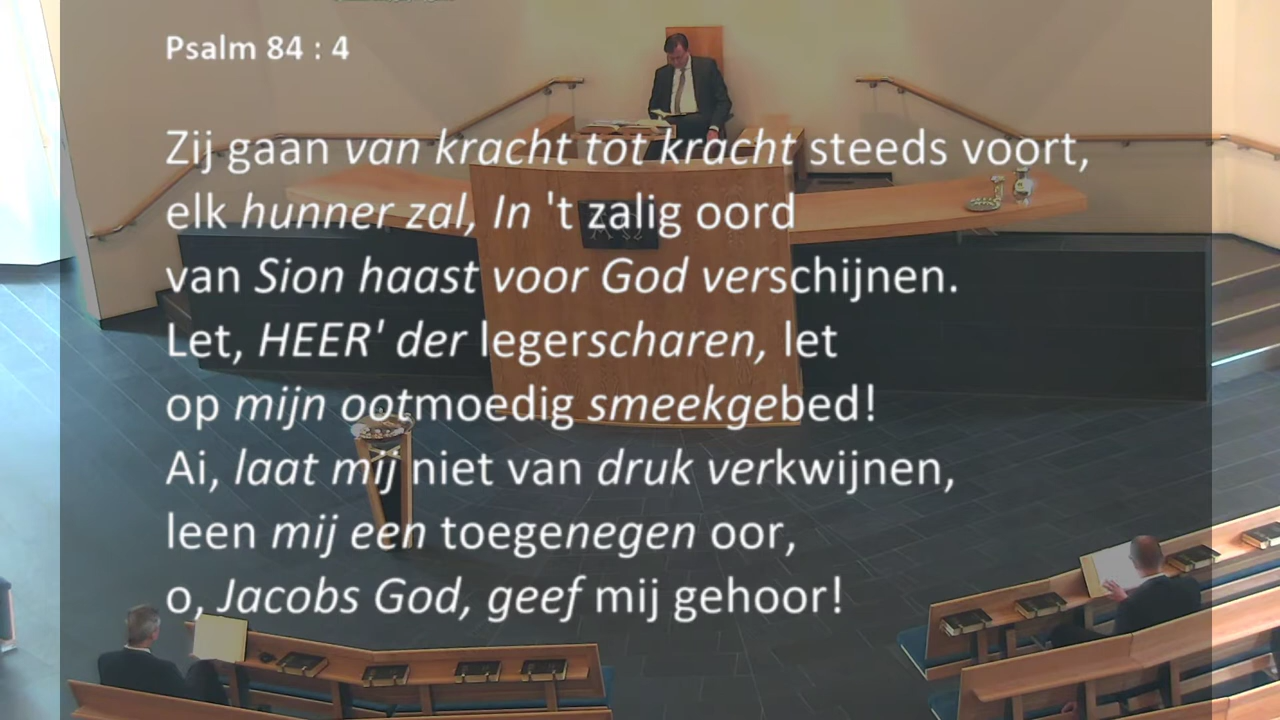 Psalm 84 : 4
Zij gaan van kracht tot kracht steeds voort,
elk hunner zal, In 't zalig oord
van Sion haast voor God verschijnen.
Let, HEER' der legerscharen, let
op mijn ootmoedig smeekgebed!
Ai, laat mij niet van druk verkwijnen,
leen mij een toegenegen oor,
o, Jacobs God, geef mij gehoor!